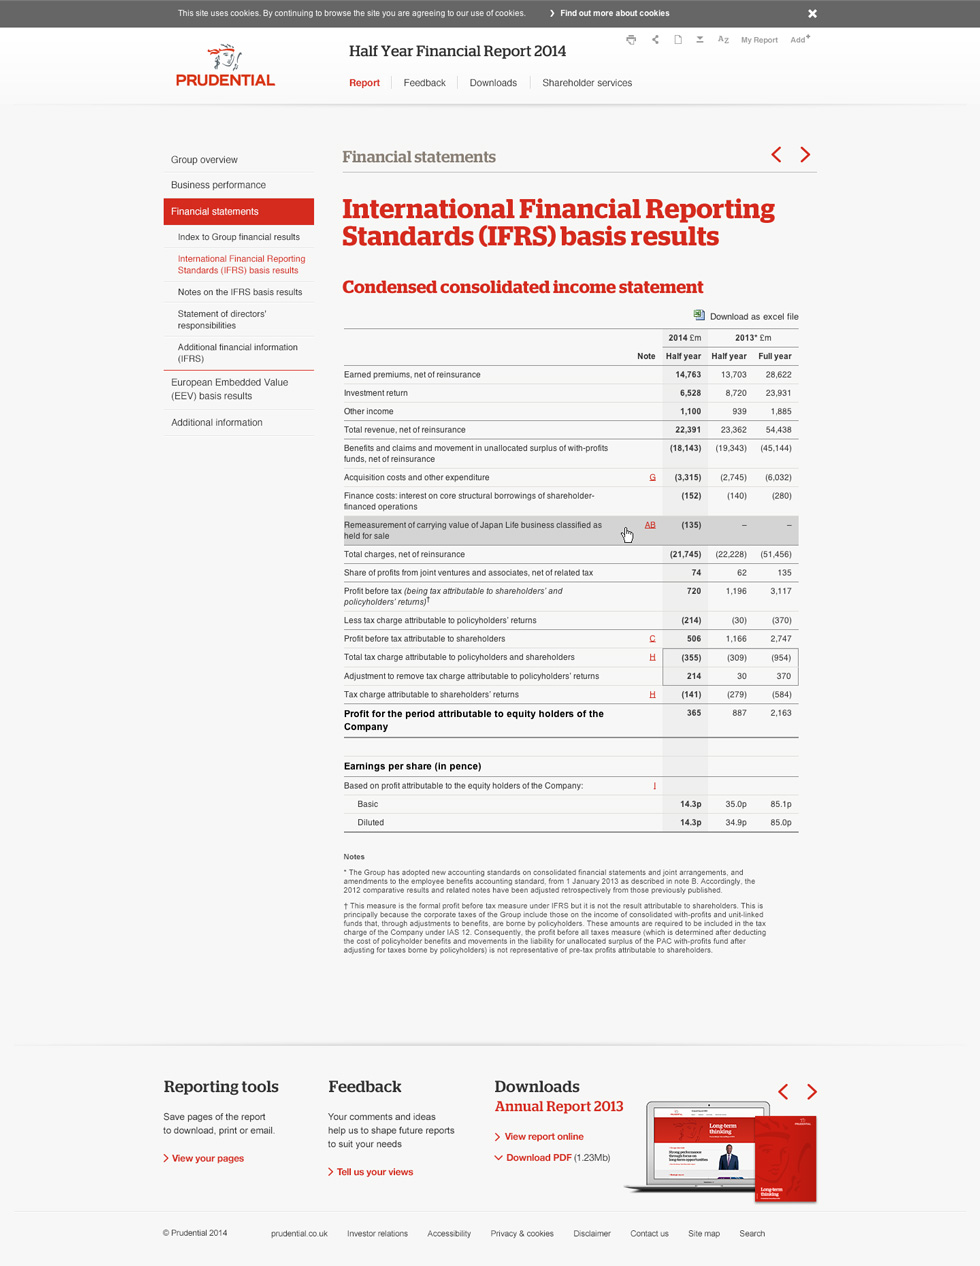 This site uses cookies. By continuing to browse the site you are agreeing to our use of cookies. Find out more about cookies
PRUDENTIAL
Half Year Financial Report 2014
AZ My Report Add*
Report Feedback Downloads Shareholder services
Group overview
Business performance
Financial statements
Index to Group financial results
International Financial Reporting
Standards (IFRS) basis results
Notes on the IFRS basis results
Statement of directors'
responsibilities
Additional financial information
(IFRS)
European Embedded Value
(EEV) basis results
Additional information
Financial statements
International Financial Reporting
Standards (IFRS) basis results
Condensed consolidated income statement
Download as excel file
2014 £m 2013* £m
Note Half year Half year Full year
Earned premiums, net of reinsurance 14,763 13,703 28,622
Investment return 6,528 8,720 23,931
Other income 1,100 939 1,885
Total revenue, net of reinsurance 22,391 23,362 54,438
Benefits and claims and movement in unallocated surplus of with-profits (18,143) (19,343) (45,144)
funds, net of reinsurance
Acquisition costs and other expenditure G (3,315) (2,745) (6,032)
Finance costs: interest on core structural borrowings of shareholder- (152) (140) (280)
financed operations
Remeasurement of carrying value of Japan Life business classified as AB (135) – –
held for sale
Total charges, net of reinsurance (21,745) (22,228) (51,456)
Share of profits from joint ventures and associates, net of related tax 74 62 135
Profit before tax (being tax attributable to shareholders' and 720 1,196 3,117
policyholders' returns)†
Less tax charge attributable to policyholders' returns (214) (30) (370)
Profit before tax attributable to shareholders C 506 1,166 2,747
Total tax charge attributable to policyholders and shareholders H (355) (309) (954)
Adjustment to remove tax charge attributable to policyholders' returns 214 30 370
Tax charge attributable to shareholders' returns H (141) (279) (584)
Profit for the period attributable to equity holders of the 365 887 2,163
Company
Earnings per share (in pence)
Based on profit attributable to the equity holders of the Company: I
Basic 14.3p 35.0p 85.1p
Diluted 14.3p 34.9p 85.0p
Notes
* The Group has adopted new accounting standards on consolidated financial statements and joint arrangements, and
amendments to the employee benefits accounting standard, from 1 January 2013 as described in note B. Accordingly, the
2012 comparative results and related notes have been adjusted retrospectively from those previously published.
† This measure is the formal profit before tax measure under IFRS but it is not the result attributable to shareholders. This is
principally because the corporate taxes of the Group include those on the income of consolidated with-profits and unit-linked
funds that, through adjustments to benefits, are borne by policyholders. These amounts are required to be included in the tax
charge of the Company under IAS 12. Consequently, the profit before all taxes measure (which is determined after deducting
the cost of policyholder benefits and movements in the liability for unallocated surplus of the PAC with-profits fund after
adjusting for taxes borne by policyholders) is not representative of pre-tax profits attributable to shareholders.
Reporting tools
Save pages of the report
to download, print or email.
View your pages
Feedback
Your comments and ideas
help us to shape future reports
to suit your needs
Tell us your views
Downloads
Annual Report 2013
View report online
Download PDF (1.23Mb)
Long-term
thinking
PRUDENTIAL
Long-term
thinking
© Prudential 2014 prudential.co.uk Investor relations Accessibility Privacy & cookies Disclaimer Contact us Site map Search